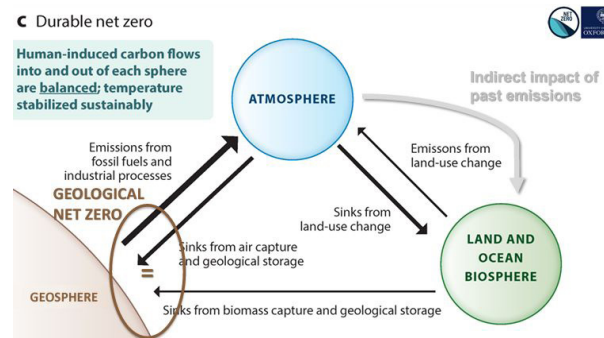 C Durable net zero
NET
ZERO
OXFORD
Human-induced carbon flows
into and out of each sphere
are balanced; temperature
stabilized sustainably
ATMOSPHERE
Indirect impact of
past emissions
Emissions from
fossil fuels and
industrial processes
Emissons from
land-use change
GEOLOGICAL
NET ZERO
Sinks from
land-use change
LAND AND
OCEAN
BIOSPHERE
Sinks from air capture
and geological storage
=
GEOSPHERE
Sinks from biomass capture and geological storage